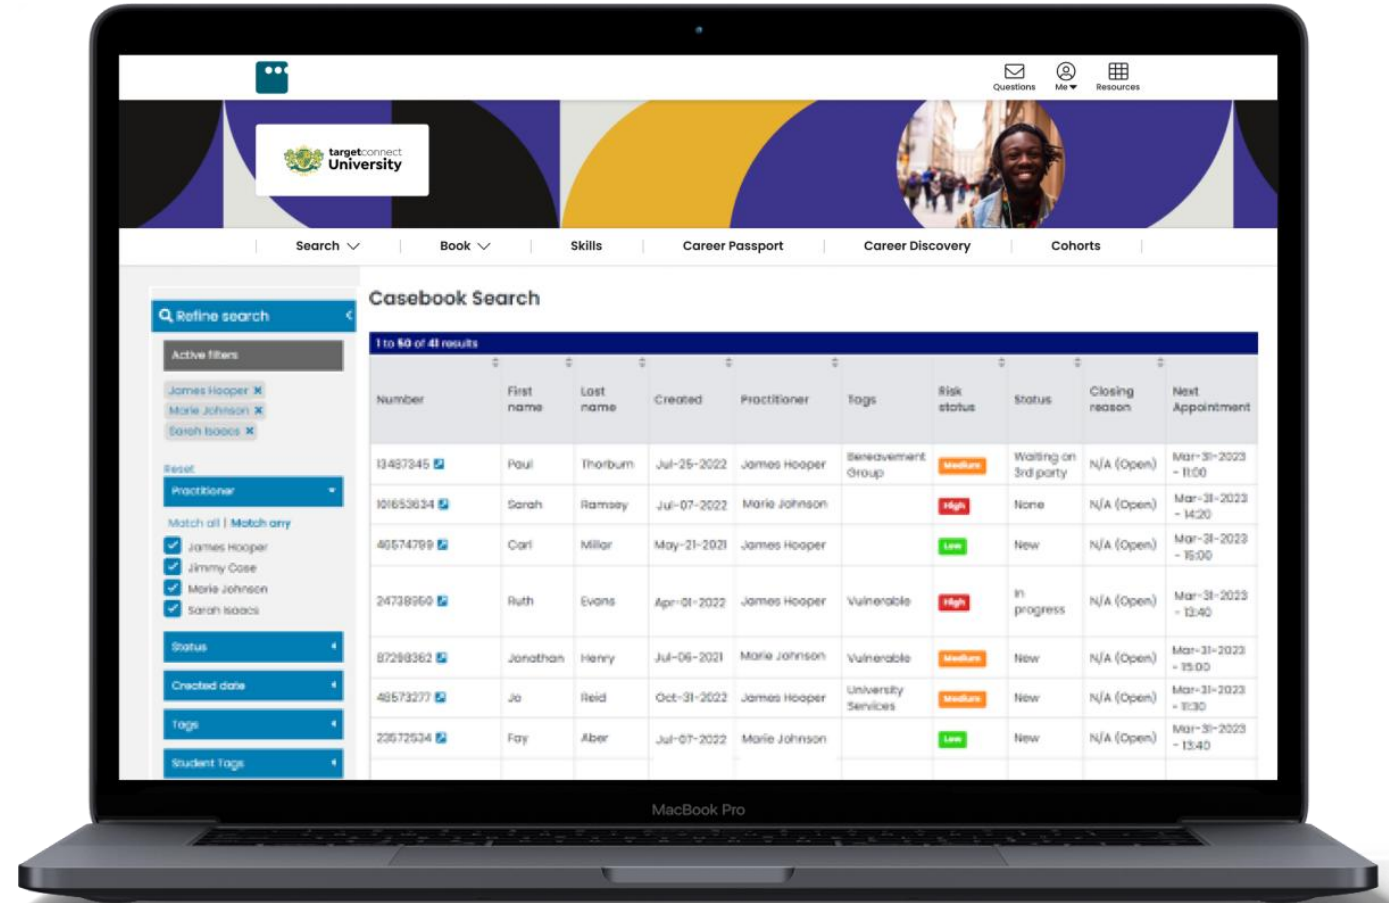 Questions
Me
Resources
targetconnect
University
Search
Book
Skills
Career Passport
Career Discovery
Cohorts
Refine search
Active filters
James Hooper ×
Marie Johnson ×
Sarah Isaacs ×
Reset
Practitioner
Match all | Match any
James Hooper
Jimmy Case
Marie Johnson
Sarah Isaacs
Status
Created date
Tags
Student Tags
Casebook Search
1 to 50 of 41 results
Number First name Last name Created Practitioner Tags Risk status Status Closing reason Next Appointment
13487345 Paul Thorburn Jul-25-2022 James Hooper Bereavement Group Medium Waiting on 3rd party N/A (Open) Mar-31-2023 - 11:00
101653634 Sarah Ramsey Jul-07-2022 Marie Johnson High None N/A (Open) Mar-31-2023 - 14:20
46574799 Carl Millar May-21-2021 James Hooper Low New N/A (Open) Mar-31-2023 - 15:00
24738950 Ruth Evans Apr-01-2022 James Hooper Vulnerable High In progress N/A (Open) Mar-31-2023 - 13:40
87298362 Jonathan Henry Jul-06-2021 Marie Johnson Vulnerable Medium New N/A (Open) Mar-31-2023 - 15:00
48573277 Jo Reid Oct-31-2022 James Hooper University Services Medium New N/A (Open) Mar-31-2023 - 11:30
23572534 Fay Aber Jul-07-2022 Marie Johnson Low New N/A (Open) Mar-31-2023 - 13:40
MacBook Pro